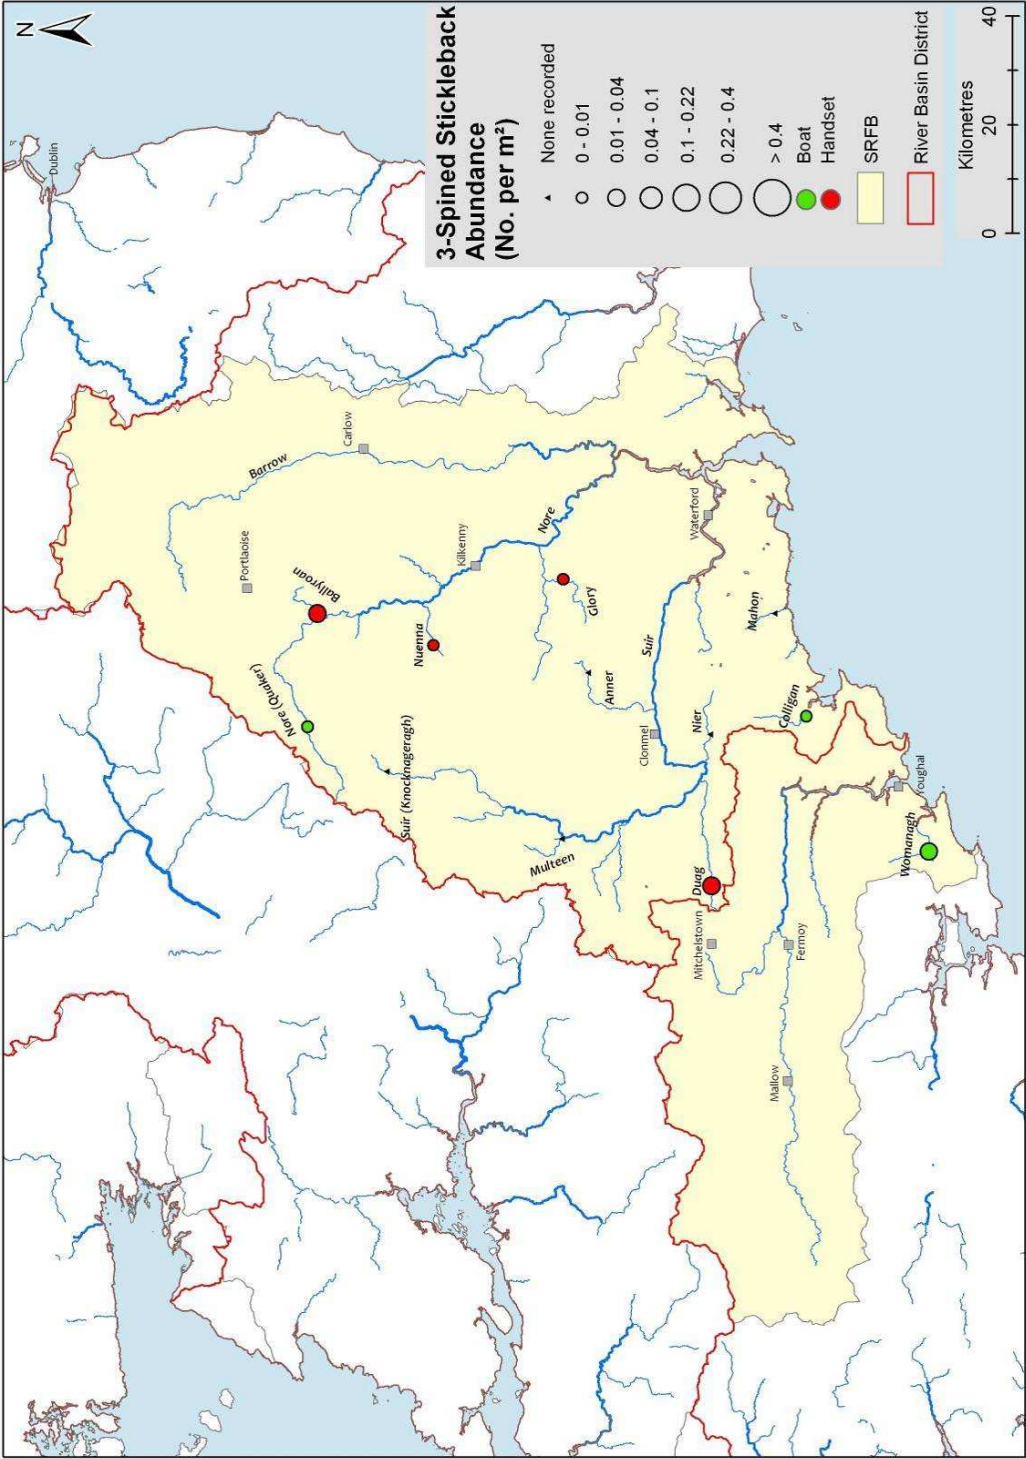 N
Dublin
Portlaoise
Barrow
Carlow
Ballyroan
Nore (Quaker)
Nuenna
Kilkenny
Nore
Suir (Knocknageragh)
Glory
Anner
Multeen
Clonmel
Suir
Waterford
Nier
Mahon
Duag
Mitchelstown
Colligan
Fermoy
Mallow
Youghal
Womanagh
3-Spined Stickleback
Abundance
(No. per m²)
None recorded
0 - 0.01
0.01 - 0.04
0.04 - 0.1
0.1 - 0.22
0.22 - 0.4
> 0.4
Boat
Handset
SRFB
River Basin District
Kilometres
0 20 40